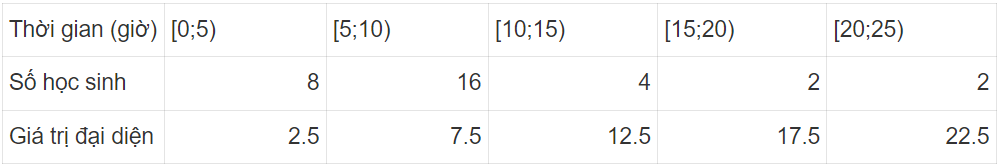 Thời gian (giờ) [0;5) [5;10) [10;15) [15;20) [20;25)
Số học sinh 8 16 4 2 2
Giá trị đại diện 2.5 7.5 12.5 17.5 22.5